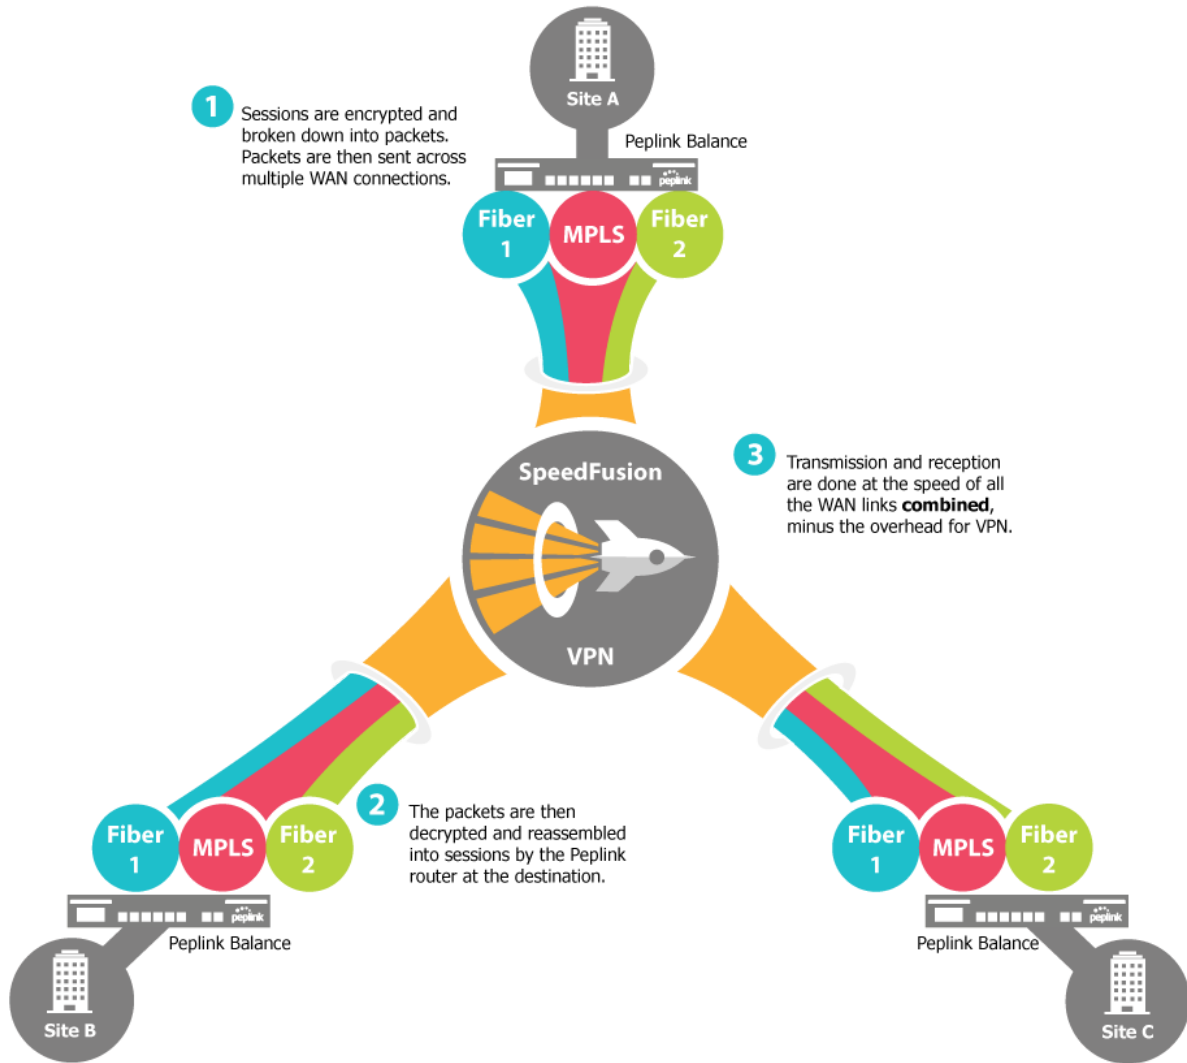 Site A
1
Sessions are encrypted and
broken down into packets.
Packets are then sent across
multiple WAN connections.
Peplink Balance
peplink
Fiber
1
MPLS
Fiber
2
SpeedFusion
VPN
3
Transmission and reception
are done at the speed of all
the WAN links combined,
minus the overhead for VPN.
Fiber
1
MPLS
Fiber
2
2
The packets are then
decrypted and reassembled
into sessions by the Peplink
router at the destination.
peplink
Peplink Balance
Site B
Fiber
1
MPLS
Fiber
2
peplink
Peplink Balance
Site C